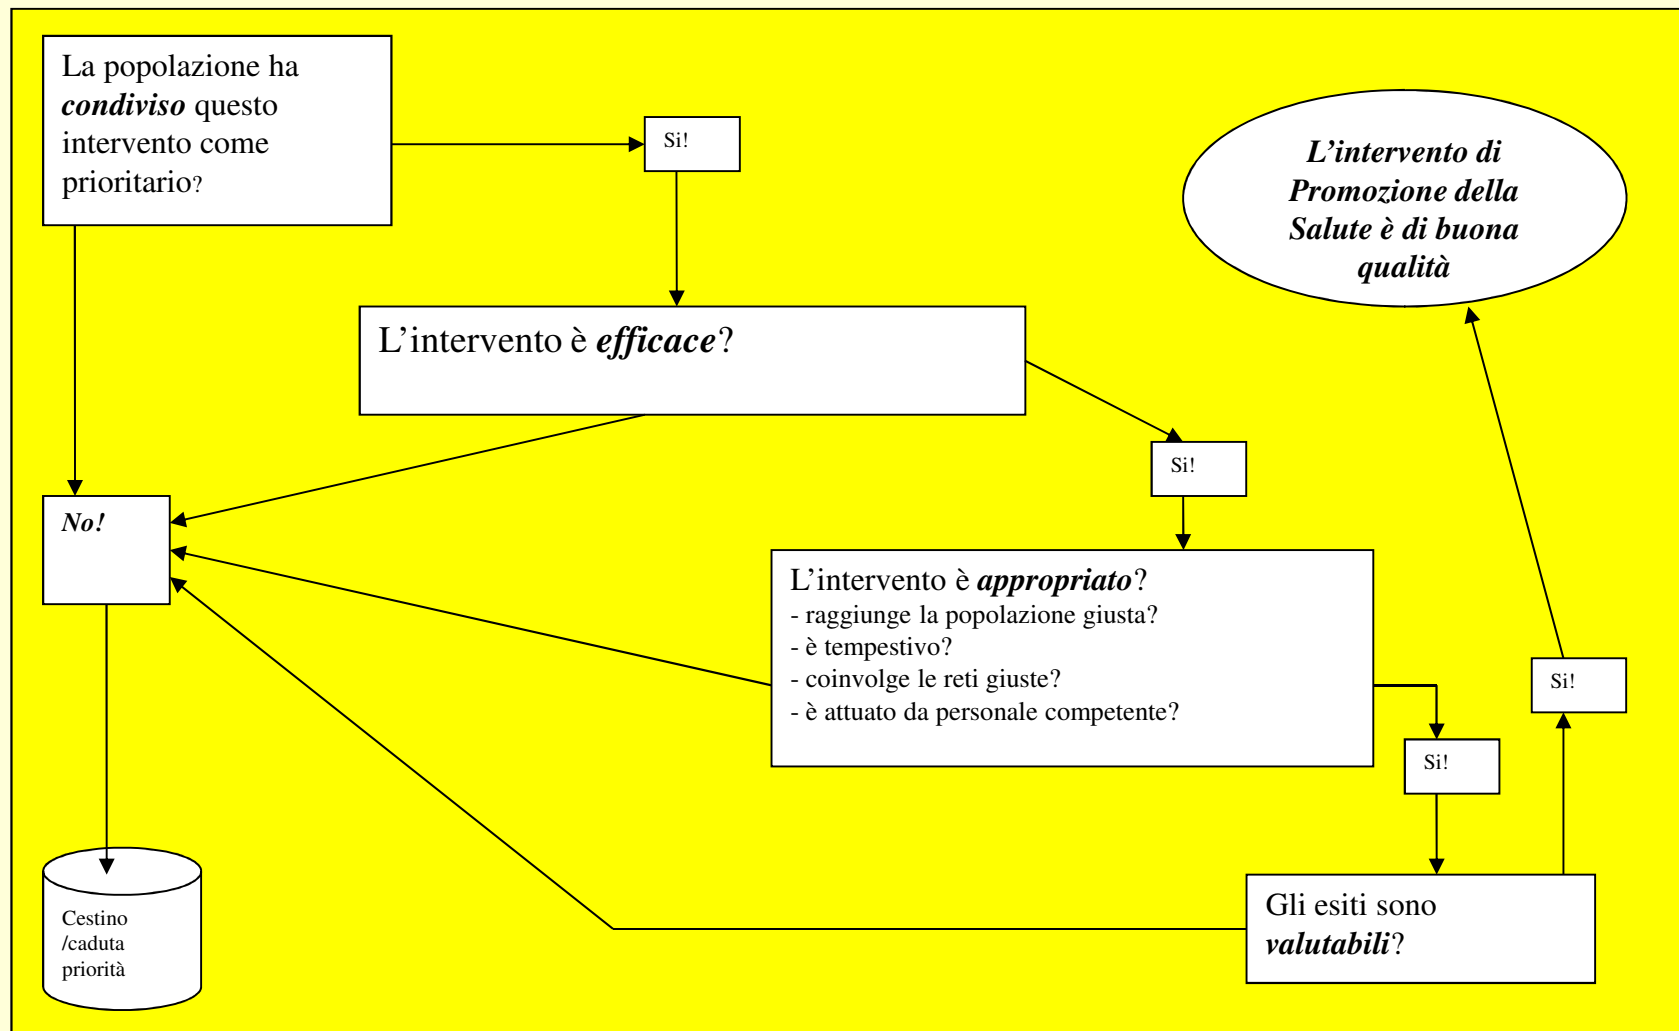 La popolazione ha
condiviso questo
intervento come
prioritario?
Si!
L'intervento di
Promozione della
Salute è di buona
qualità
L'intervento è efficace?
Si!
No!
L'intervento è appropriato?
- raggiunge la popolazione giusta?
- è tempestivo?
- coinvolge le reti giuste?
- è attuato da personale competente?
Si!
Si!
Gli esiti sono
valutabili?
Cestino
/caduta
priorità